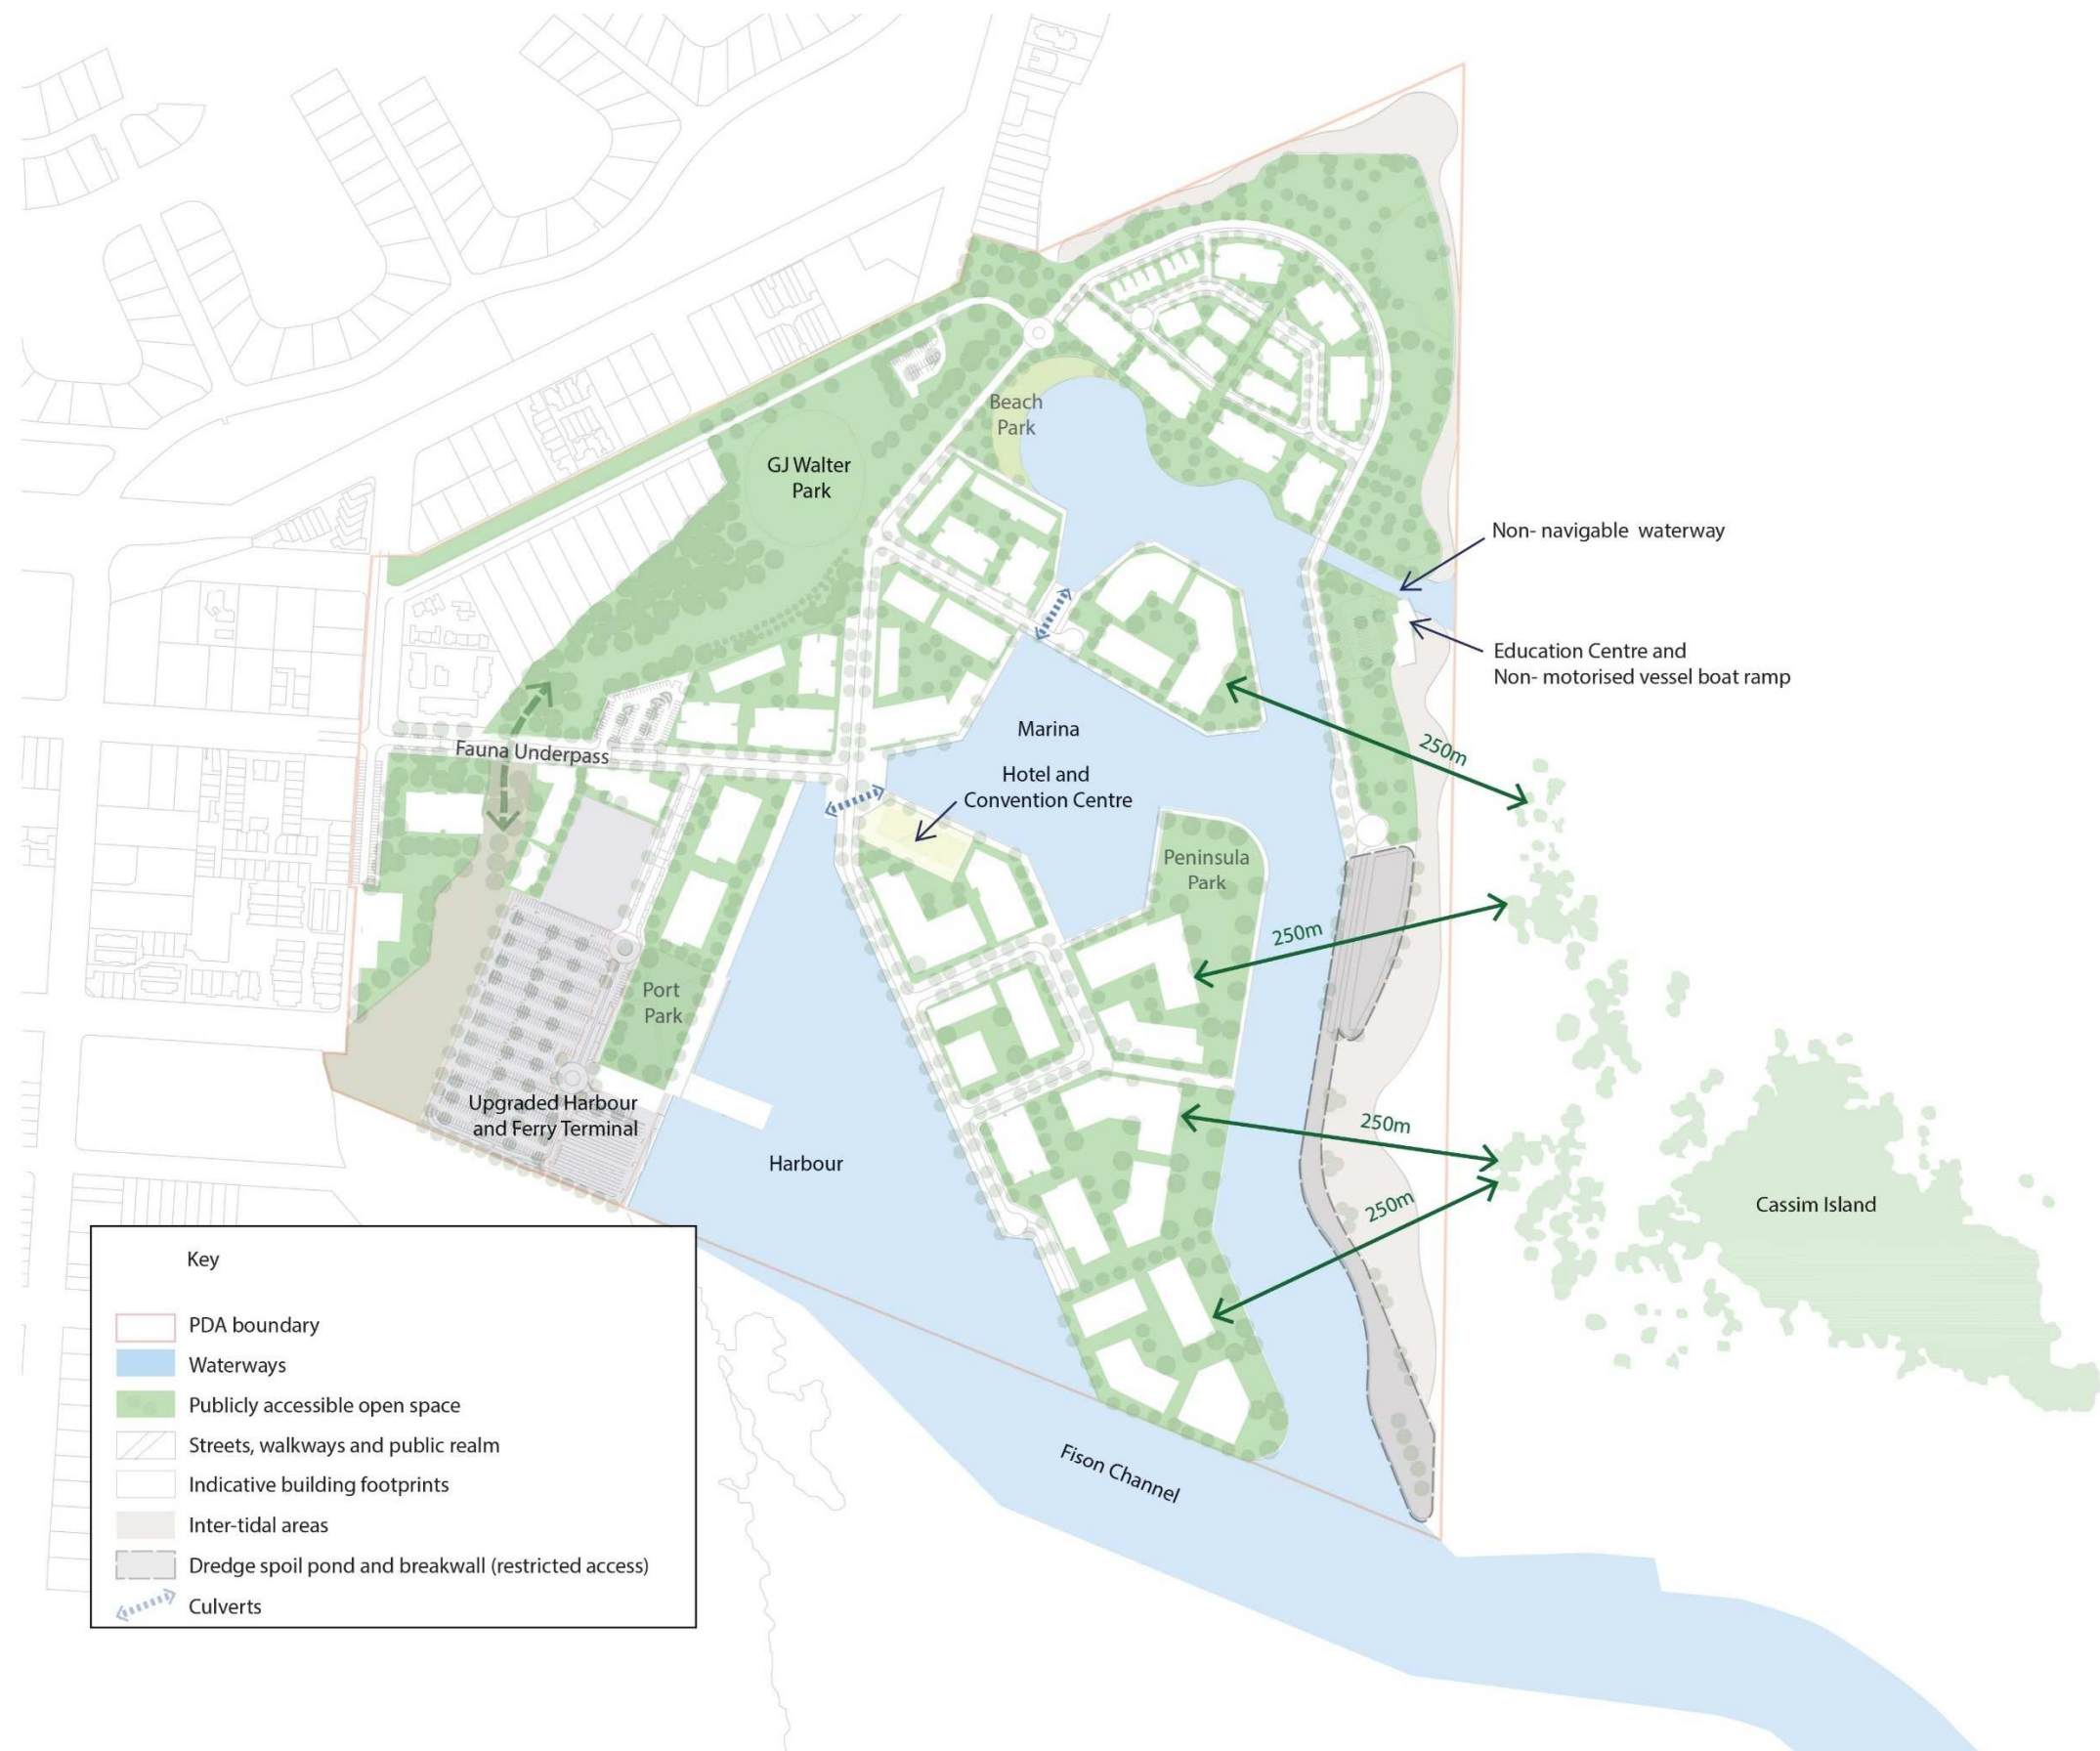 Beach
Park
GJ Walter
Park
Non- navigable  waterway
Education Centre and
Non- motorised vessel boat ramp
Marina
250m
Fauna Underpass
Hotel and
Convention Centre
Peninsula
Park
250m
Port
Park
Upgraded Harbour
and Ferry Terminal
250m
Harbour
250m
Cassim Island
Fison Channel
Key
PDA boundary
Waterways
Publicly accessible open space
Streets, walkways and public realm
Indicative building footprints
Inter-tidal areas
Dredge spoil pond and breakwall (restricted access)
Culverts